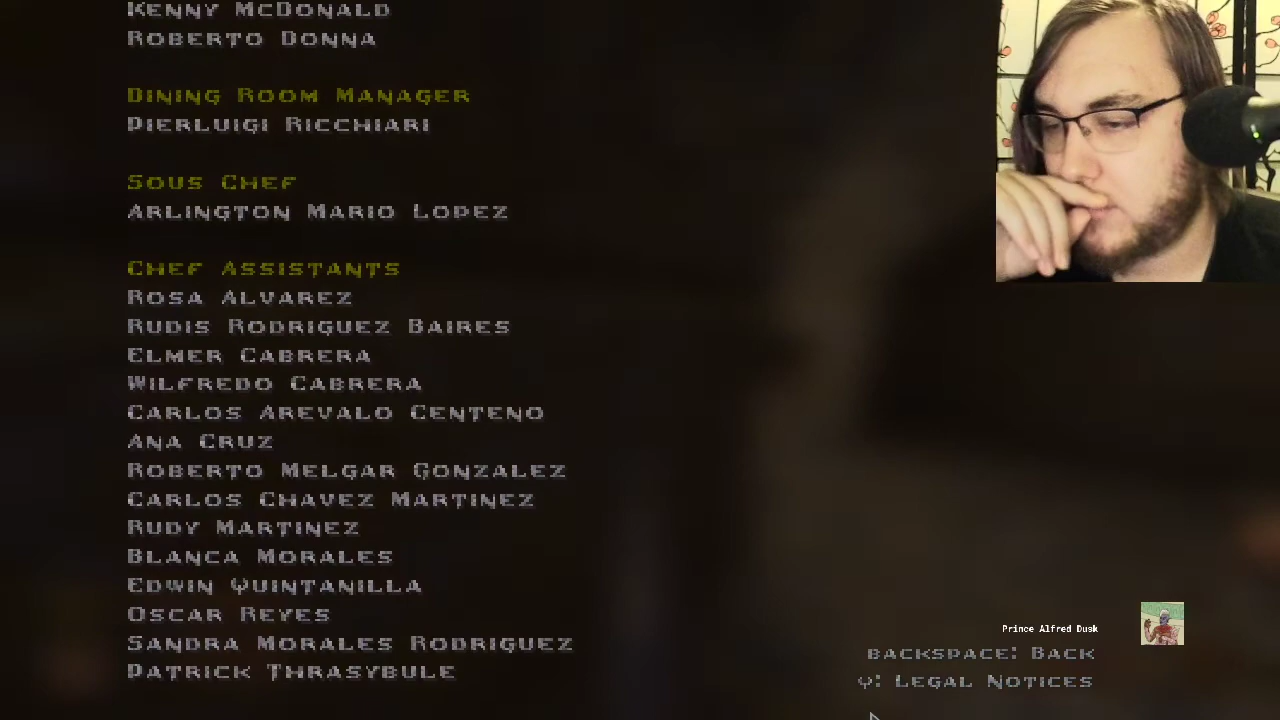 Kenny McDonald
Roberto Donna
Dining Room Manager
Pierluigi Ricchiari
Sous Chef
Arlington Mario Lopez
Chef Assistants
Rosa Alvarez
Rudis Rodriguez Baires
Elmer Cabrera
Wilfredo Cabrera
Carlos Arevalo Centeno
Ana Cruz
Roberto Melgar Gonzalez
Carlos Chavez Martinez
Rudy Martinez
Blanca Morales
Edwin Quintanilla
Oscar Reyes
Sandra Morales Rodriguez
Patrick Thrasybule
Prince Alfred Dusk
backspace: Back
q: Legal Notices